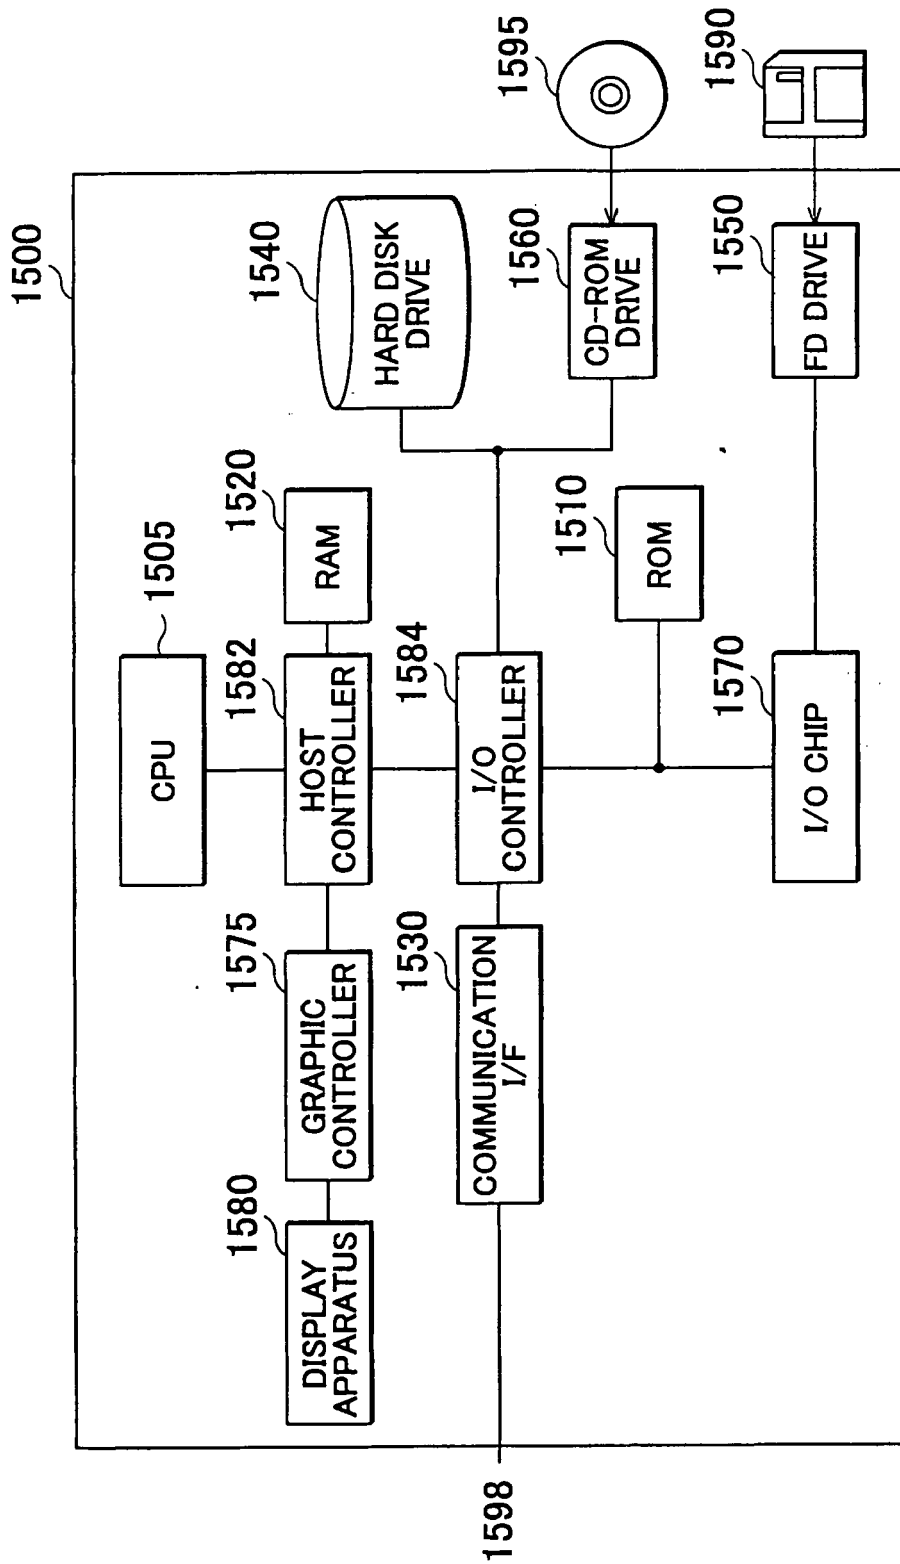 1500
1505
CPU
1540
HARD DISK
DRIVE
1595
1580
DISPLAY
APPARATUS
1575
GRAPHIC
CONTROLLER
1582
HOST
CONTROLLER
1520
RAM
1560
CD-ROM
DRIVE
1530
COMMUNICATION
I/F
1584
I/O
CONTROLLER
1510
ROM
1590
1598
1570
I/O CHIP
1550
FD DRIVE